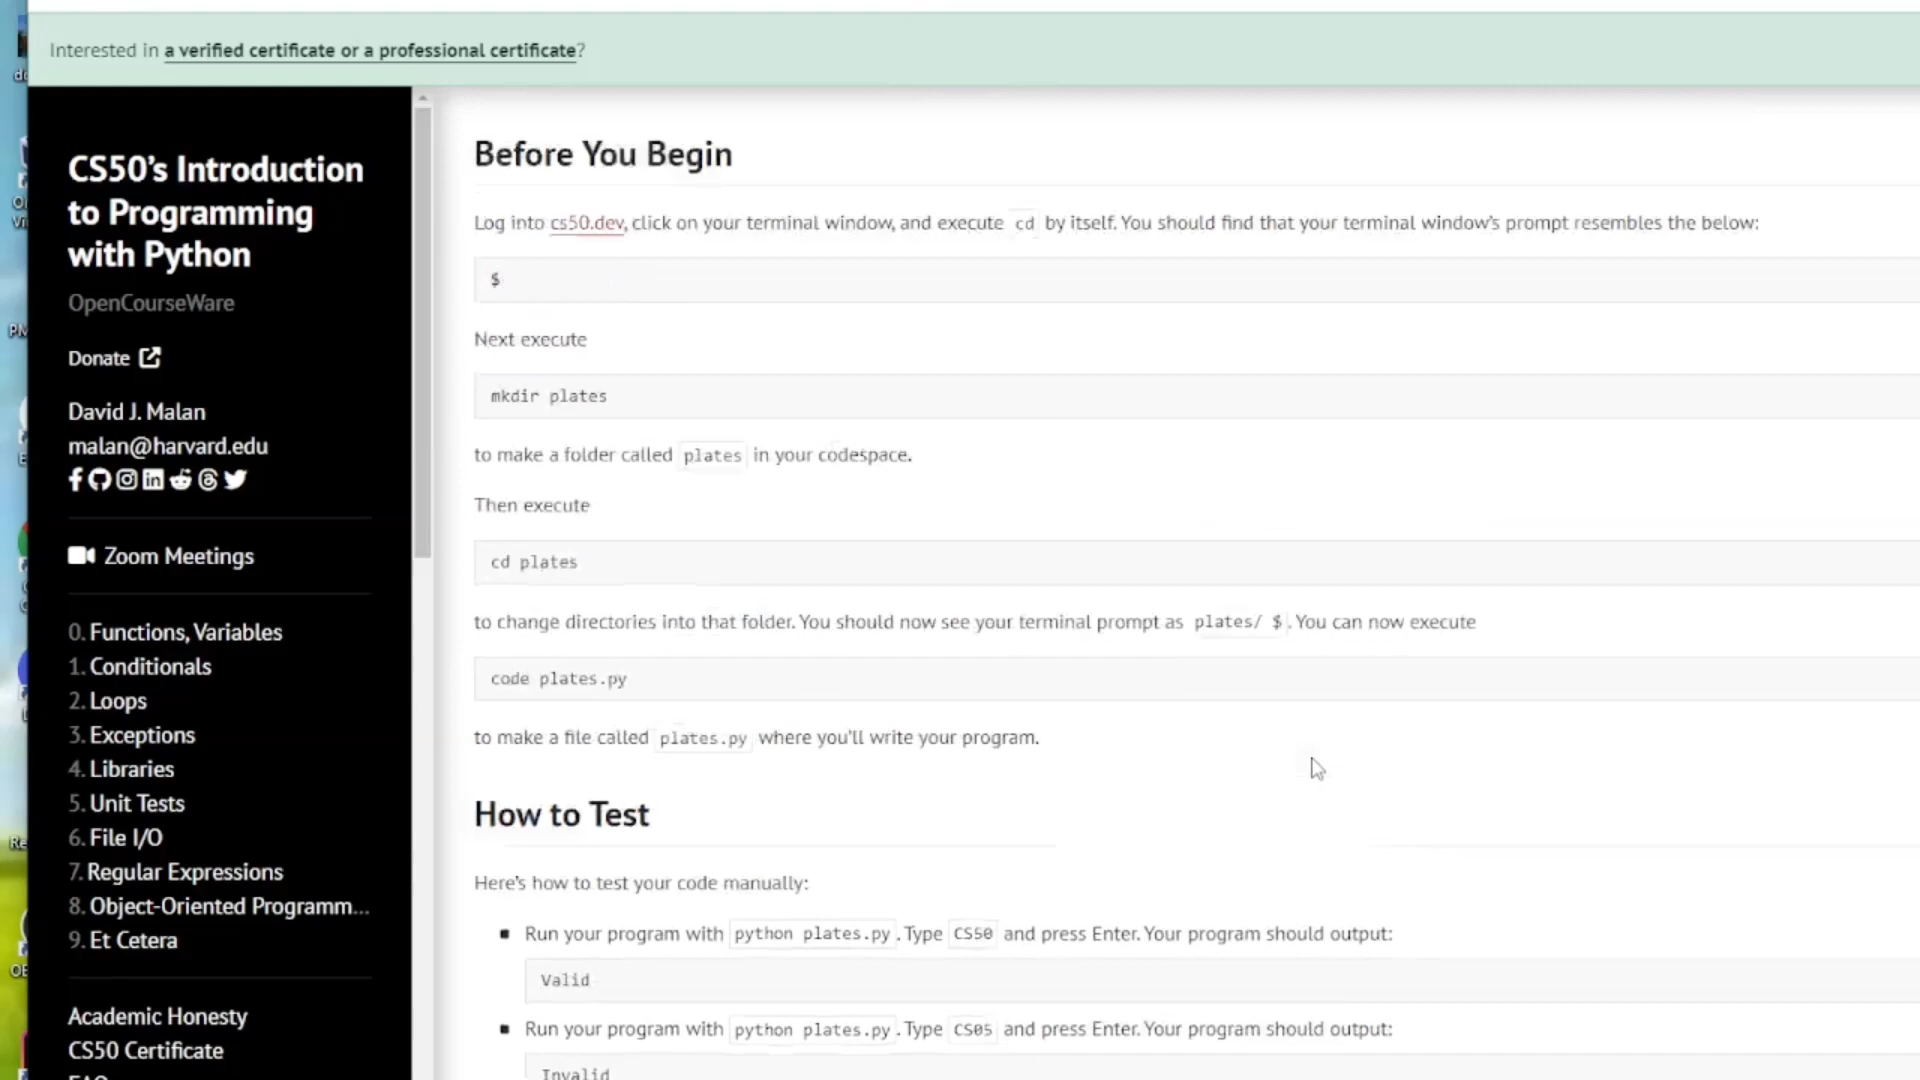 Interested in a verified certificate or a professional certificate?
CS50's Introduction
to Programming
with Python
OpenCourseWare
Donate
David J. Malan
malan@harvard.edu
Zoom Meetings
0. Functions, Variables
1. Conditionals
2. Loops
3. Exceptions
4. Libraries
5. Unit Tests
6. File I/O
7. Regular Expressions
8. Object-Oriented Programm...
9. Et Cetera
Academic Honesty
CS50 Certificate
FAQ
Before You Begin
Log into cs50.dev, click on your terminal window, and execute cd by itself. You should find that your terminal window's prompt resembles the below:
$
Next execute
mkdir plates
to make a folder called plates in your codespace.
Then execute
cd plates
to change directories into that folder. You should now see your terminal prompt as plates/ $. You can now execute
code plates.py
to make a file called plates.py where you'll write your program.
How to Test
Here's how to test your code manually:
Run your program with python plates.py. Type CS50 and press Enter. Your program should output:
Valid
Run your program with python plates.py. Type CS05 and press Enter. Your program should output:
Invalid